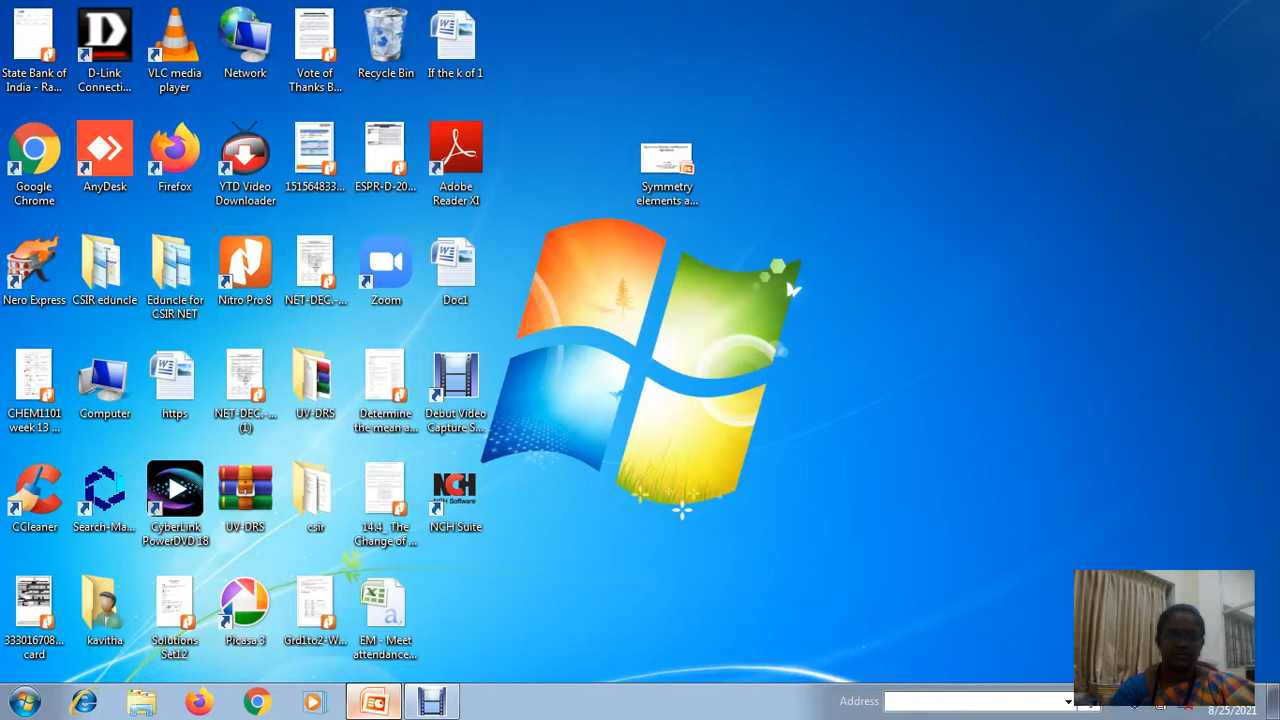 State Bank of
India - Ra...
D-Link
Connecti...
VLC media
player
Network
Vote of
Thanks B...
Recycle Bin
If the k of 1
Google
Chrome
AnyDesk
Firefox
YTD Video
Downloader
151564833...
ESPR-D-20...
Adobe
Reader XI
Symmetry
elements a...
Nero Express
CSIR eduncle
Eduncle for
CSIR NET
Nitro Pro 8
NET-DEC.-...
Zoom
Doc1
CHEM1101
week 13 ...
Computer
https
NET-DEC.-...
(1)
UV-DRS
Determine
the mean a...
Debut Video
Capture S...
CCleaner
Search-Ma...
CyberLink
PowerDVD 18
UV-DRS
csir
14.4_ The
Change of ...
NCH
NCH Software
NCH Suite
333016708...
card
kavitha
Solutions
Set12
Picasa 3
Grd1to2-W...
EM - Meet
attendance...
Address
8/25/2021